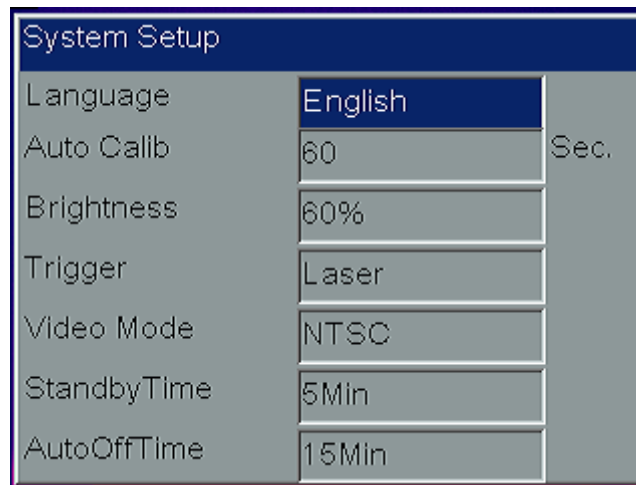 System Setup
Language English
Auto Calib 60 Sec.
Brightness 60%
Trigger Laser
Video Mode NTSC
StandbyTime 5Min
AutoOffTime 15Min